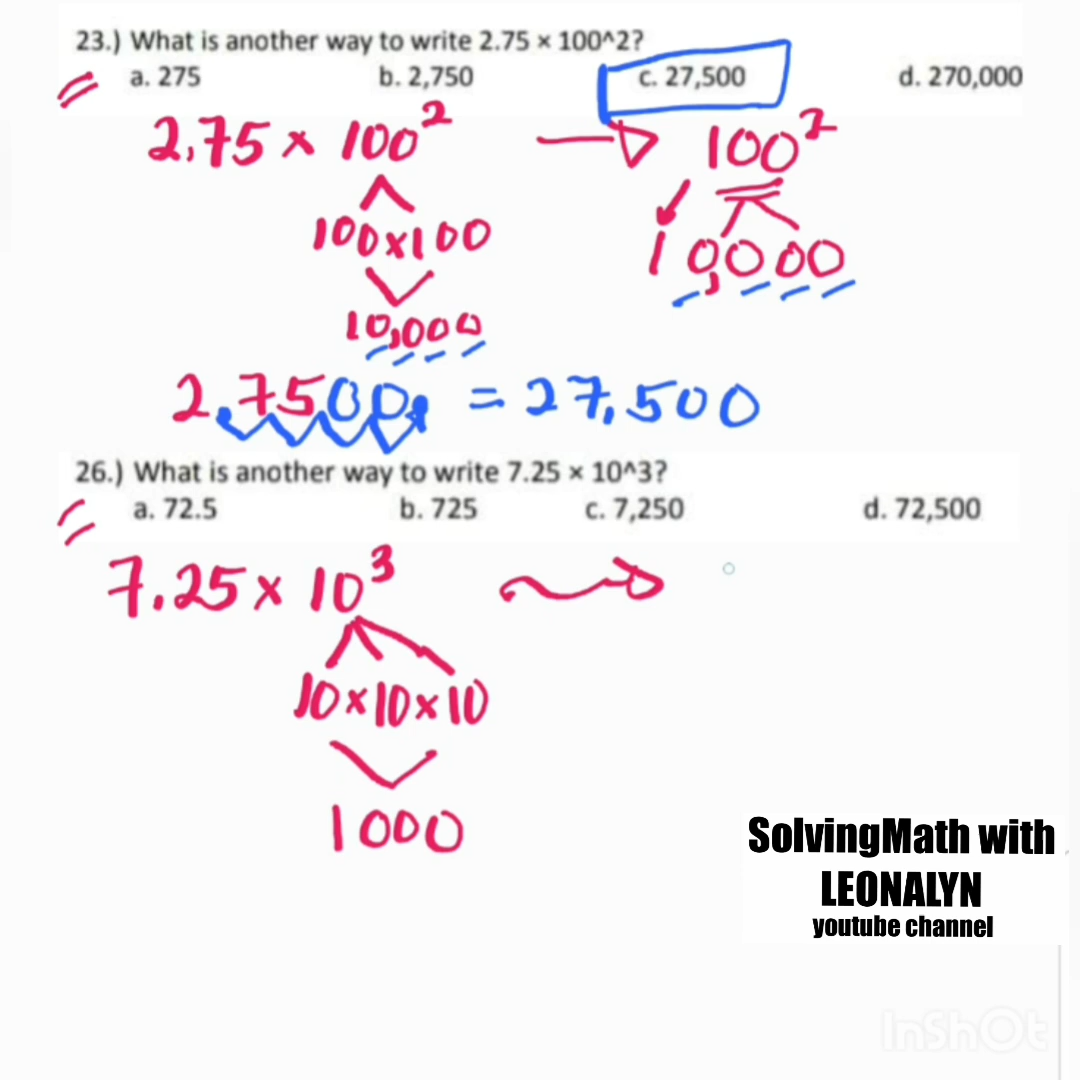 23.) What is another way to write 2.75 × 100^2?
a. 275 b. 2,750 c. 27,500 d. 270,000
2.75 × 100² → 100²
100×100 10,000
10,000
2.7500. = 27,500
26.) What is another way to write 7.25 × 10^3?
a. 72.5 b. 725 c. 7,250 d. 72,500
7.25 × 10³ →
10×10×10
1000
SolvingMath with
LEONALYN
youtube channel
InShOt